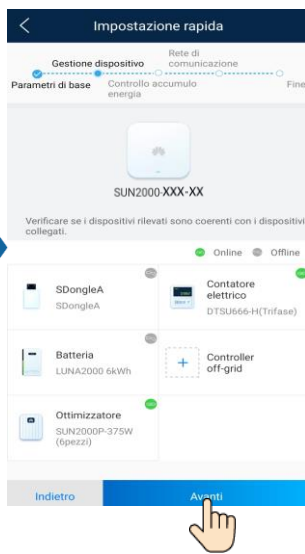 Impostazione rapida
Rete di
Gestione dispositivo comunicazione
Parametri di base Controllo accumulo Fine
energia
SUN2000-XXX-XX
Verificare se i dispositivi rilevati sono coerenti con i dispositivi
collegati.
Online Offline
SDongleA
SDongleA
Contatore
elettrico
DTSU666-H(Trifase)
Batteria
LUNA2000 6kWh
Controller
off-grid
Ottimizzatore
SUN2000P-375W
(6pezzi)
Indietro Avanti